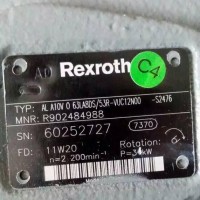 Rexroth
C4
TYP: AL A10V O 63LA8DS/53R-VUC12N00 -S2476
MNR: R902484988
SN: 60252727 7370
FD: 11W20 Rotation:
n=2 200min⁻¹ P=34kW